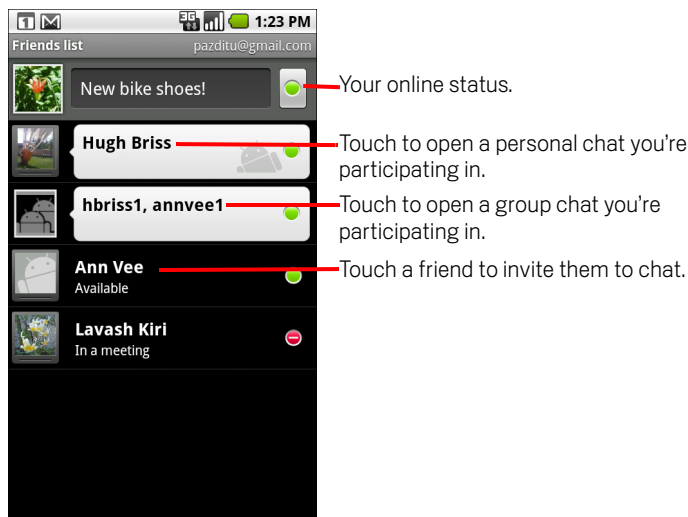 1 3G 1:23 PM
Friends list pazditu@gmail.com
New bike shoes!
Your online status.
Hugh Briss
Touch to open a personal chat you’re
participating in.
hbriss1, annvee1
Touch to open a group chat you’re
participating in.
Ann Vee
Available
Touch a friend to invite them to chat.
Lavash Kiri
In a meeting